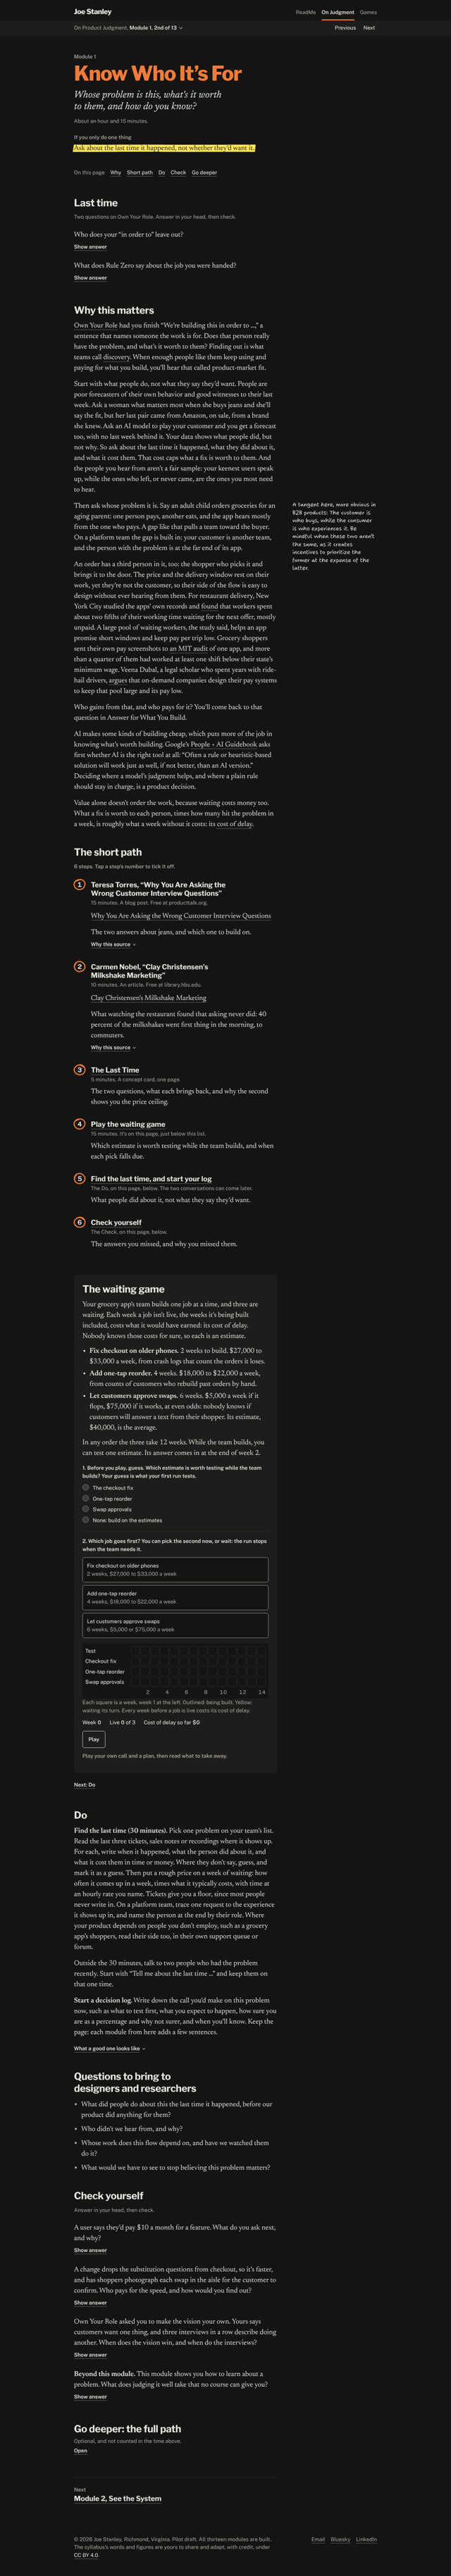 Joe Stanley
ReadMe On Judgment Games
On Product Judgment, Module 1, 2nd of 13
Previous Next
Module 1
Know Who It's For
Whose problem is this, what's it worth
to them, and how do you know?
About an hour and 15 minutes.
If you only do one thing
Ask about the last time it happened, not whether they'd want it.
On this page Why Short path Do Check Go deeper
Last time
Two questions on Own Your Role. Answer in your head, then check.
Who does your "in order to" leave out?
Show answer
What does Rule Zero say about the job you were handed?
Show answer
Why this matters
Own Your Role had you finish "We're building this in order to …," a
sentence that names someone the work is for. Does that person really
have the problem, and what's it worth to them? Finding out is what
teams call discovery. When enough people like them keep using and
paying for what you build, you'll hear that called product-market fit.
Start with what people do, not what they say they'd want. People are
poor forecasters of their own behavior and good witnesses to their last
week. Ask a woman what matters most when she buys jeans and she'll
say the fit, but her last pair came from Amazon, on sale, from a brand
she knew. Ask an AI model to play your customer and you get a forecast
too, with no last week behind it. Your data shows what people did, but
not why. So ask about the last time it happened, what they did about it,
and what it cost them. That cost caps what a fix is worth to them. And
the people you hear from aren't a fair sample: your keenest users speak
up, while the ones who left, or never came, are the ones you most need
to hear.
Then ask whose problem it is. Say an adult child orders groceries for an
aging parent: one person pays, another eats, and the app hears mostly
from the one who pays. A gap like that pulls a team toward the buyer.
On a platform team the gap is built in: your customer is another team,
and the person with the problem is at the far end of its app.
A tangent here, more obvious in
B2B products: The customer is
who buys, while the consumer
is who experiences it. Be
mindful when these two aren't
the same, as it creates
incentives to prioritize the
former at the expense of the
latter.
An order has a third person in it, too: the shopper who picks it and
brings it to the door. The price and the delivery window rest on their
work, yet they're not the customer, so their side of the flow is easy to
design without ever hearing from them. For restaurant delivery, New
York City studied the apps' own records and found that workers spent
about two fifths of their working time waiting for the next offer, mostly
unpaid. A large pool of waiting workers, the study said, helps an app
promise short windows and keep pay per trip low. Grocery shoppers
sent their own pay screenshots to an MIT audit of one app, and more
than a quarter of them had worked at least one shift below their state's
minimum wage. Veena Dubal, a legal scholar who spent years with ride-
hail drivers, argues that on-demand companies design their pay systems
to keep that pool large and its pay low.
Who gains from that, and who pays for it? You'll come back to that
question in Answer for What You Build.
AI makes some kinds of building cheap, which puts more of the job in
knowing what's worth building. Google's People + AI Guidebook asks
first whether AI is the right tool at all: "Often a rule or heuristic-based
solution will work just as well, if not better, than an AI version."
Deciding where a model's judgment helps, and where a plain rule
should stay in charge, is a product decision.
Value alone doesn't order the work, because waiting costs money too.
What a fix is worth to each person, times how many hit the problem in
a week, is roughly what a week without it costs: its cost of delay.
The short path
6 steps. Tap a step's number to tick it off.
1 Teresa Torres, "Why You Are Asking the
Wrong Customer Interview Questions"
15 minutes. A blog post. Free at producttalk.org.
Why You Are Asking the Wrong Customer Interview Questions
The two answers about jeans, and which one to build on.
Why this source
2 Carmen Nobel, "Clay Christensen's
Milkshake Marketing"
10 minutes. An article. Free at library.hbs.edu.
Clay Christensen's Milkshake Marketing
What watching the restaurant found that asking never did: 40
percent of the milkshakes went first thing in the morning, to
commuters.
Why this source
3 The Last Time
5 minutes. A concept card, one page.
The two questions, what each brings back, and why the second
shows you the price ceiling.
4 Play the waiting game
15 minutes. It's on this page, just below this list.
Which estimate is worth testing while the team builds, and when
each pick falls due.
5 Find the last time, and start your log
The Do, on this page, below. The two conversations can come later.
What people did about it, not what they say they'd want.
6 Check yourself
The Check, on this page, below.
The answers you missed, and why you missed them.
The waiting game
Your grocery app's team builds one job at a time, and three are
waiting. Each week a job isn't live, the weeks it's being built
included, costs what it would have earned: its cost of delay.
Nobody knows those costs for sure, so each is an estimate.
• Fix checkout on older phones. 2 weeks to build. $27,000 to
$33,000 a week, from crash logs that count the orders it loses.
• Add one-tap reorder. 4 weeks. $18,000 to $22,000 a week,
from counts of customers who rebuild past orders by hand.
• Let customers approve swaps. 6 weeks. $5,000 a week if it
flops, $75,000 if it works, at even odds: nobody knows if
customers will answer a text from their shopper. Its estimate,
$40,000, is the average.
In any order the three take 12 weeks. While the team builds, you
can test one estimate. Its answer comes in at the end of week 2.
1. Before you play, guess. Which estimate is worth testing while the team
builds? Your guess is what your first run tests.
The checkout fix
One-tap reorder
Swap approvals
None: build on the estimates
2. Which job goes first? You can pick the second now, or wait: the run stops
when the team needs it.
Fix checkout on older phones
2 weeks, $27,000 to $33,000 a week
Add one-tap reorder
4 weeks, $18,000 to $22,000 a week
Let customers approve swaps
6 weeks, $5,000 or $75,000 a week
Test
Checkout fix
One-tap reorder
Swap approvals
2 4 6 8 10 12 14
Each square is a week, week 1 at the left. Outlined: being built. Yellow:
waiting its turn. Every week before a job is live costs its cost of delay.
Week 0 Live 0 of 3 Cost of delay so far $0
Play
Play your own call and a plan, then read what to take away.
Next: Do
Do
Find the last time (30 minutes). Pick one problem on your team's list.
Read the last three tickets, sales notes or recordings where it shows up.
For each, write when it happened, what the person did about it, and
what it cost them in time or money. Where they don't say, guess, and
mark it as a guess. Then put a rough price on a week of waiting: how
often it comes up in a week, times what it typically costs, with time at
an hourly rate you name. Tickets give you a floor, since most people
never write in. On a platform team, trace one request to the experience
it shows up in, and name the person at the end by their role. Where
your product depends on people you don't employ, such as a grocery
app's shoppers, read their side too, in their own support queue or
forum.
Outside the 30 minutes, talk to two people who had the problem
recently. Start with "Tell me about the last time …" and keep them on
that one time.
Start a decision log. Write down the call you'd make on this problem
now, such as what to test first, what you expect to happen, how sure you
are as a percentage and why not surer, and when you'll know. Keep the
page: each module from here adds a few sentences.
What a good one looks like
Questions to bring to
designers and researchers
• What did people do about this the last time it happened, before our
product did anything for them?
• Who didn't we hear from, and why?
• Whose work does this flow depend on, and have we watched them
do it?
• What would we have to see to stop believing this problem matters?
Check yourself
Answer in your head, then check.
A user says they'd pay $10 a month for a feature. What do you ask next,
and why?
Show answer
A change drops the substitution questions from checkout, so it's faster,
and has shoppers photograph each swap in the aisle for the customer to
confirm. Who pays for the speed, and how would you find out?
Show answer
Own Your Role asked you to make the vision your own. Yours says
customers want one thing, and three interviews in a row describe doing
another. When does the vision win, and when do the interviews?
Show answer
Beyond this module. This module shows you how to learn about a
problem. What does judging it well take that no course can give you?
Show answer
Go deeper: the full path
Optional, and not counted in the time above.
Open
Next
Module 2, See the System
© 2026 Joe Stanley, Richmond, Virginia. Pilot draft. All thirteen modules are built.
The syllabus's words and figures are yours to share and adapt, with credit, under
CC BY 4.0.
Email Bluesky LinkedIn